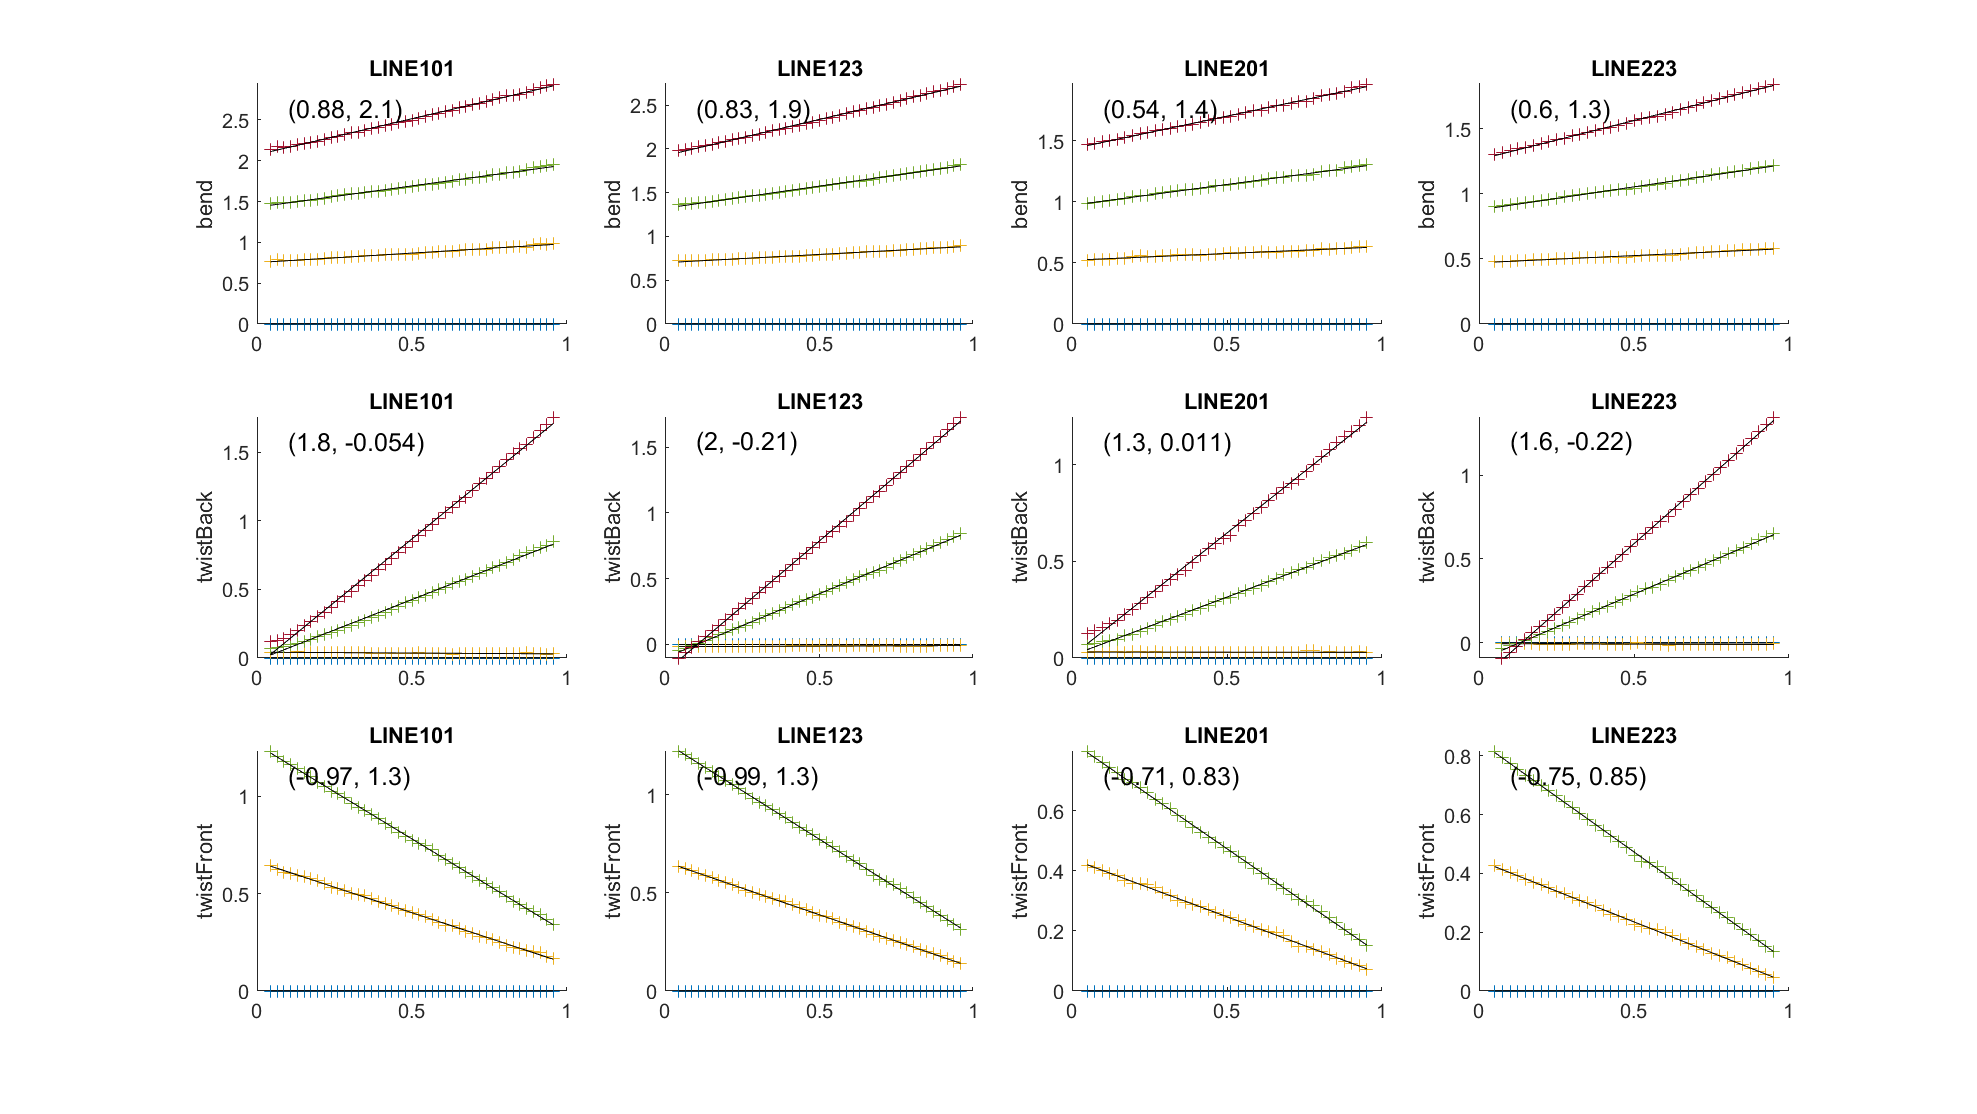 LINE101
(0.88, 2.1)
bend
2.5
2
1.5
1
0.5
0
0 0.5 1
LINE123
(0.83, 1.9)
bend
2.5
2
1.5
1
0.5
0
0 0.5 1
LINE201
(0.54, 1.4)
bend
1.5
1
0.5
0
0 0.5 1
LINE223
(0.6, 1.3)
bend
1.5
1
0.5
0
0 0.5 1
LINE101
(1.8, -0.054)
twistBack
1.5
1
0.5
0
0 0.5 1
LINE123
(2, -0.21)
twistBack
1.5
1
0.5
0
0 0.5 1
LINE201
(1.3, 0.011)
twistBack
1
0.5
0
0 0.5 1
LINE223
(1.6, -0.22)
twistBack
1
0.5
0
0 0.5 1
LINE101
(-0.97, 1.3)
twistFront
1
0.5
0
0 0.5 1
LINE123
(-0.99, 1.3)
twistFront
1
0.5
0
0 0.5 1
LINE201
(-0.71, 0.83)
twistFront
0.6
0.4
0.2
0
0 0.5 1
LINE223
(-0.75, 0.85)
twistFront
0.8
0.6
0.4
0.2
0
0 0.5 1